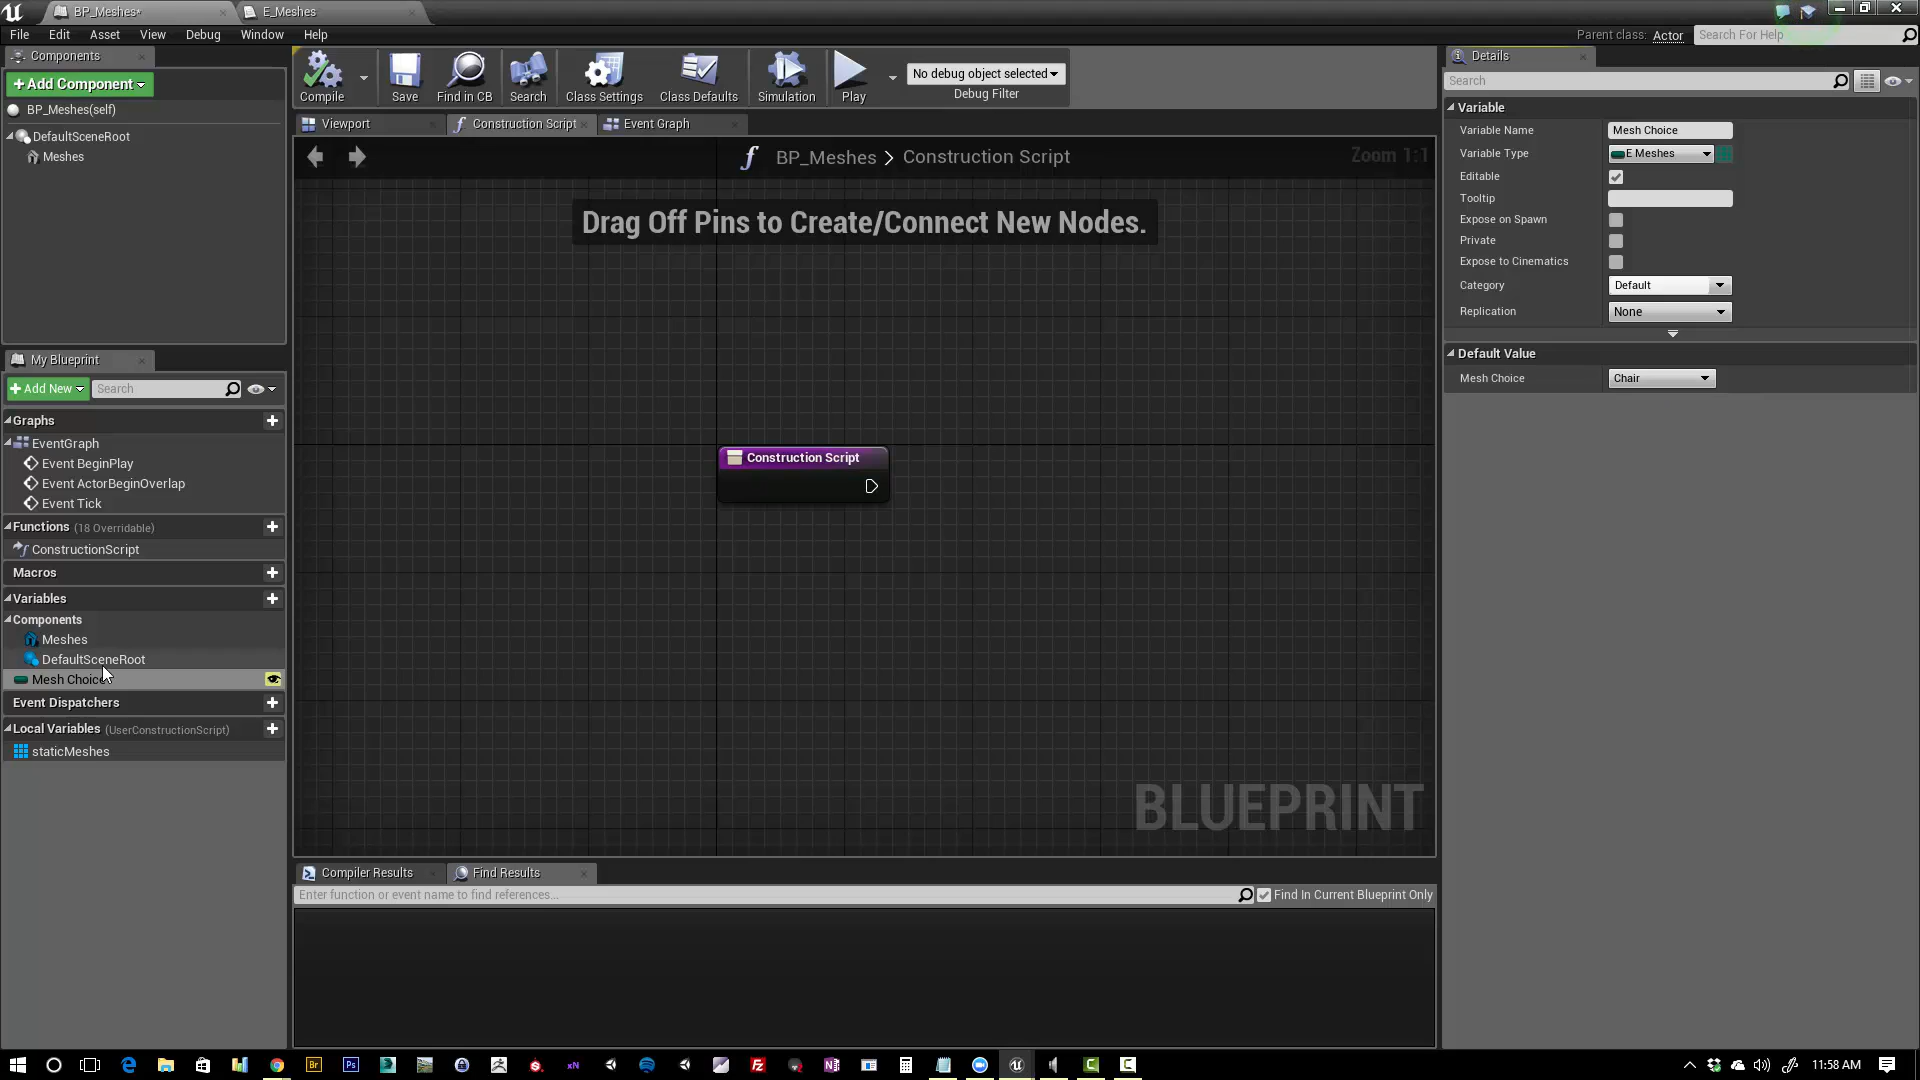 BP_Meshes*
E_Meshes
File Edit Asset View Debug Window Help
Parent class: Actor
Search For Help
Components
+Add Component
BP_Meshes(self)
DefaultSceneRoot
Meshes
Compile
Save
Find in CB
Search
Class Settings
Class Defaults
Simulation
Play
No debug object selected
Debug Filter
Viewport
Construction Script
Event Graph
BP_Meshes > Construction Script
Zoom 1:1
Drag Off Pins to Create/Connect New Nodes.
Construction Script
BLUEPRINT
My Blueprint
+Add New
Search
Graphs
EventGraph
Event BeginPlay
Event ActorBeginOverlap
Event Tick
Functions (18 Overridable)
ConstructionScript
Macros
Variables
Components
Meshes
DefaultSceneRoot
Mesh Choice
Event Dispatchers
Local Variables (UserConstructionScript)
staticMeshes
Compiler Results
Find Results
Enter function or event name to find references...
Find In Current Blueprint Only
Details
Search
Variable
Variable Name Mesh Choice
Variable Type E Meshes
Editable
Tooltip
Expose on Spawn
Private
Expose to Cinematics
Category Default
Replication None
Default Value
Mesh Choice Chair
11:58 AM